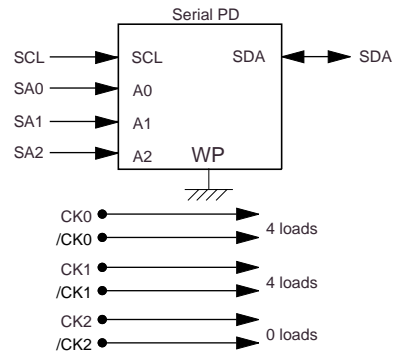 Serial PD
SCL SCL SDA SDA
SA0 A0
SA1 A1
SA2 A2 WP
CK0
/CK0 4 loads
CK1
/CK1 4 loads
CK2
/CK2 0 loads